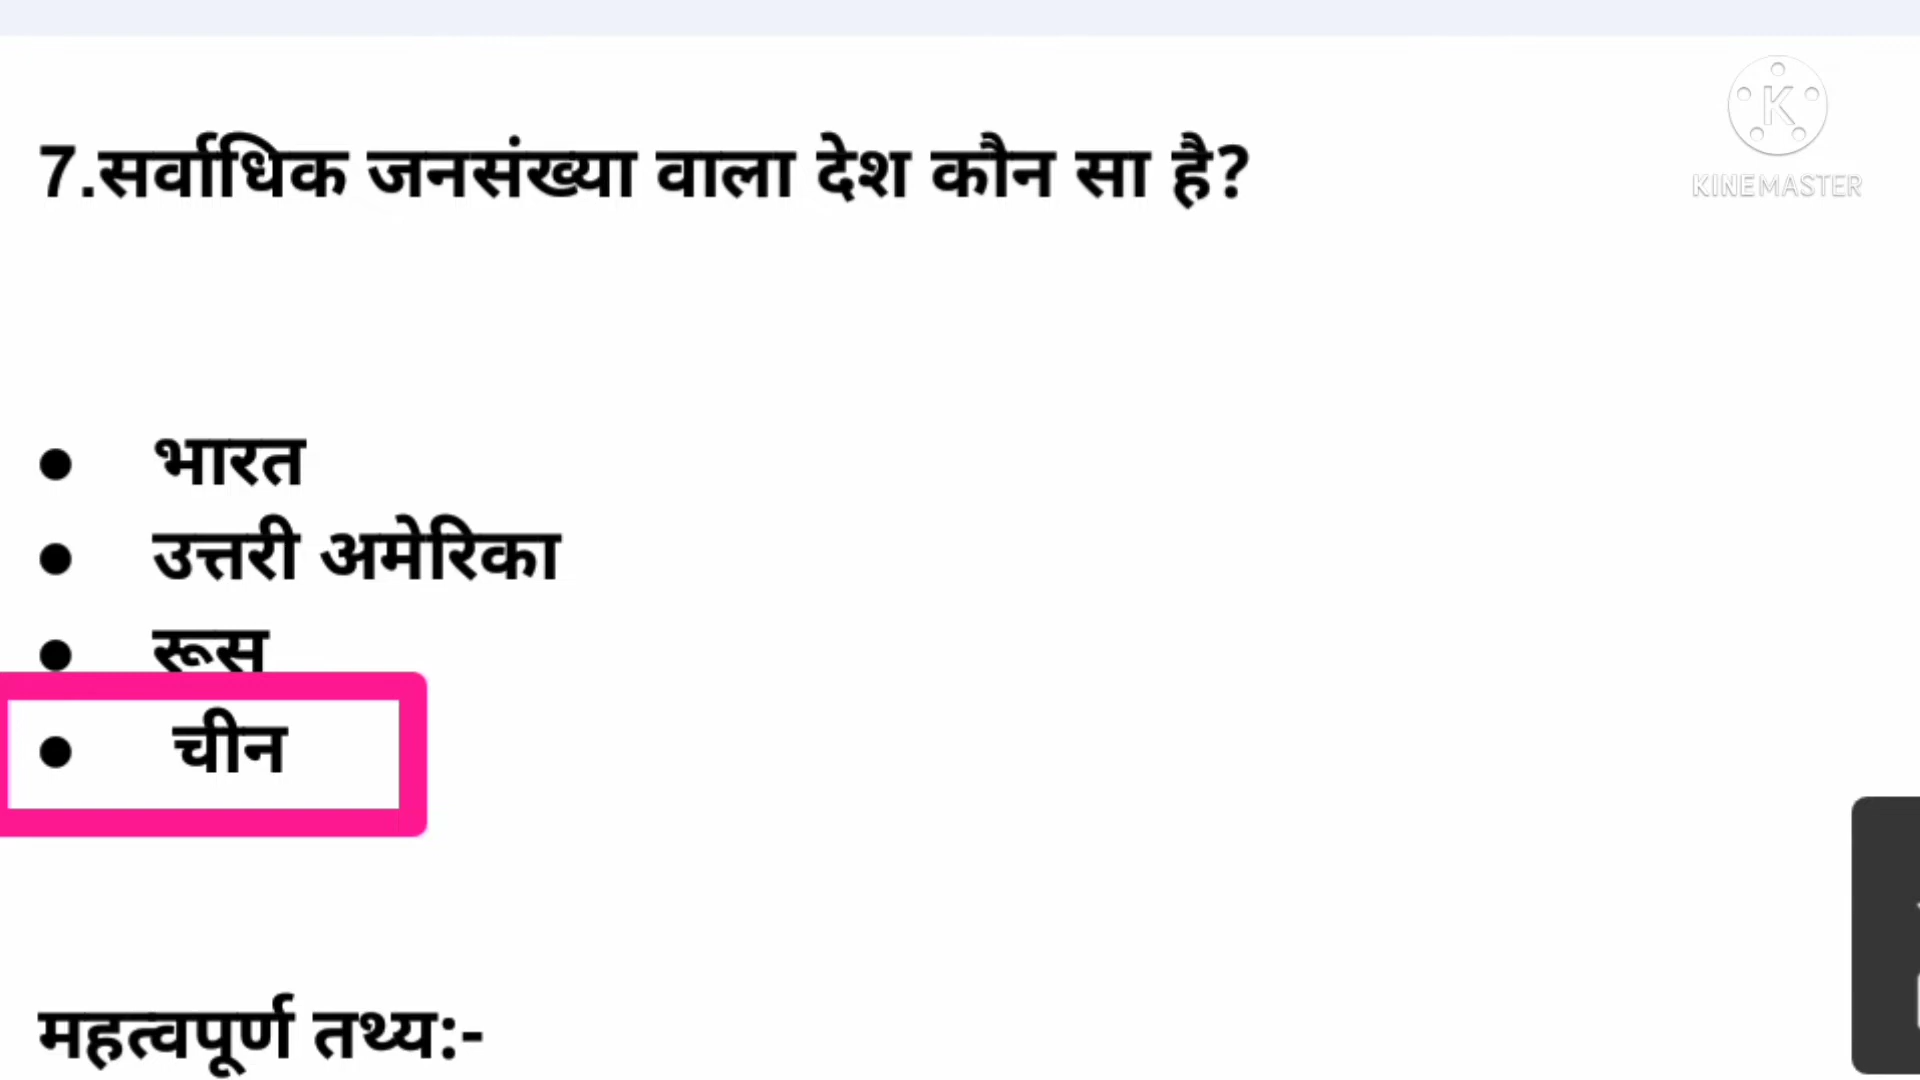 7.सर्वाधिक जनसंख्या वाला देश कौन सा है?
KINEMASTER
● भारत
● उत्तरी अमेरिका
● रूस
● चीन
महत्वपूर्ण तथ्य:-